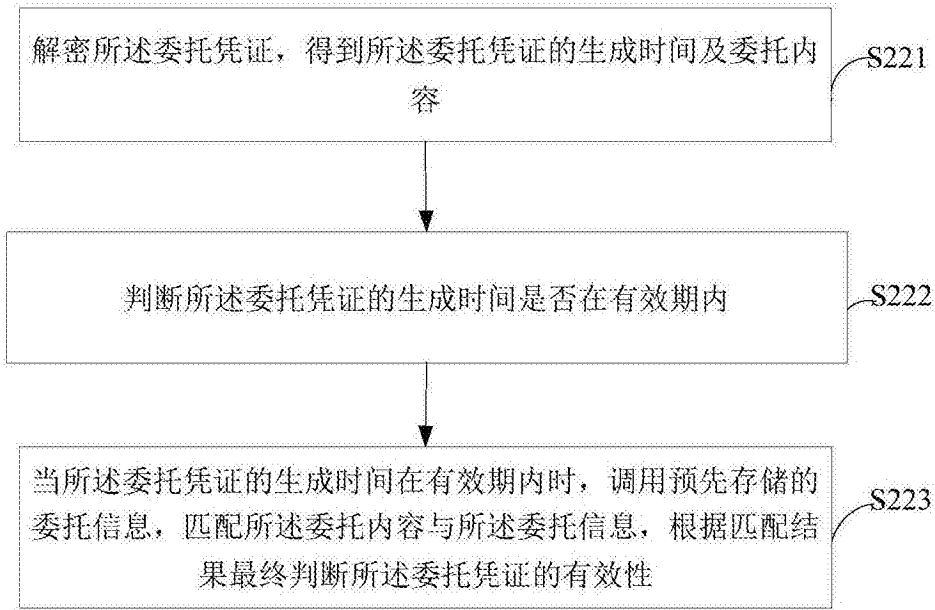 解密所述委托凭证，得到所述委托凭证的生成时间及委托内
容
S221
判断所述委托凭证的生成时间是否在有效期内
S222
当所述委托凭证的生成时间在有效期内时，调用预先存储的
委托信息，匹配所述委托内容与所述委托信息，根据匹配结
果最终判断所述委托凭证的有效性
S223